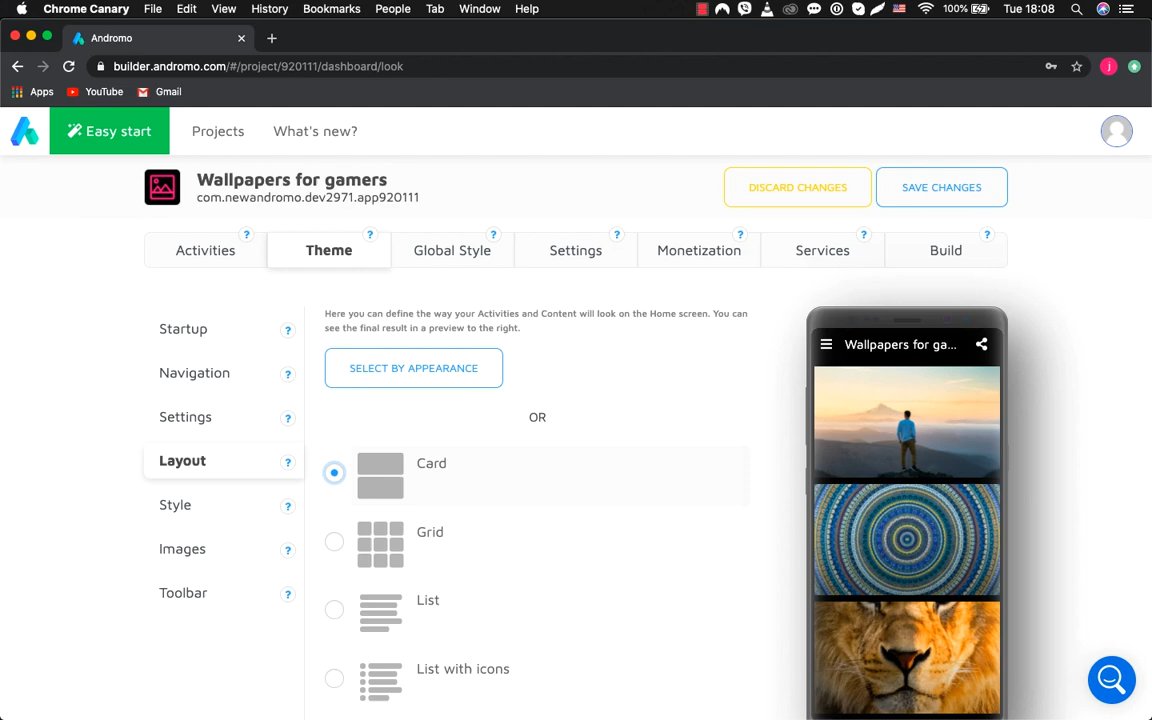 Chrome Canary File Edit View History Bookmarks People Tab Window Help 100% Tue 18:08
Andromo
builder.andromo.com/#/project/920111/dashboard/look
j
Apps YouTube Gmail
Easy start Projects What's new?
Wallpapers for gamers
com.newandromo.dev2971.app920111
DISCARD CHANGES SAVE CHANGES
Activities ? Theme ? Global Style ? Settings ? Monetization ? Services ? Build ?
Startup ?
Navigation ?
Settings ?
Layout ?
Style ?
Images ?
Toolbar ?
Here you can define the way your Activities and Content will look on the Home screen. You can
see the final result in a preview to the right.
SELECT BY APPEARANCE
OR
Card
Grid
List
List with icons
Wallpapers for ga...